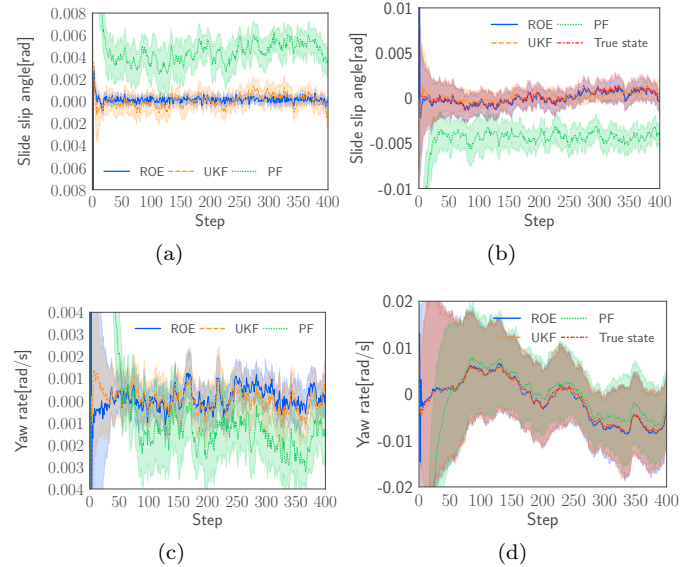 0.008
0.006
0.004
0.002
0.000
0.002
0.004
0.006
0.008
Slide slip angle[rad]
ROE UKF PF
0 50 100 150 200 250 300 350 400
Step
(a)
0.01
0.005
0
-0.005
-0.01
Slide slip angle[rad]
ROE PF
UKF True state
0 50 100 150 200 250 300 350 400
Step
(b)
0.004
0.003
0.002
0.001
0.000
0.001
0.002
0.003
0.004
Yaw rate[rad/s]
ROE UKF PF
0 50 100 150 200 250 300 350 400
Step
(c)
0.02
0.01
0
-0.01
-0.02
Yaw rate[rad/s]
ROE PF
UKF True state
0 50 100 150 200 250 300 350 400
Step
(d)